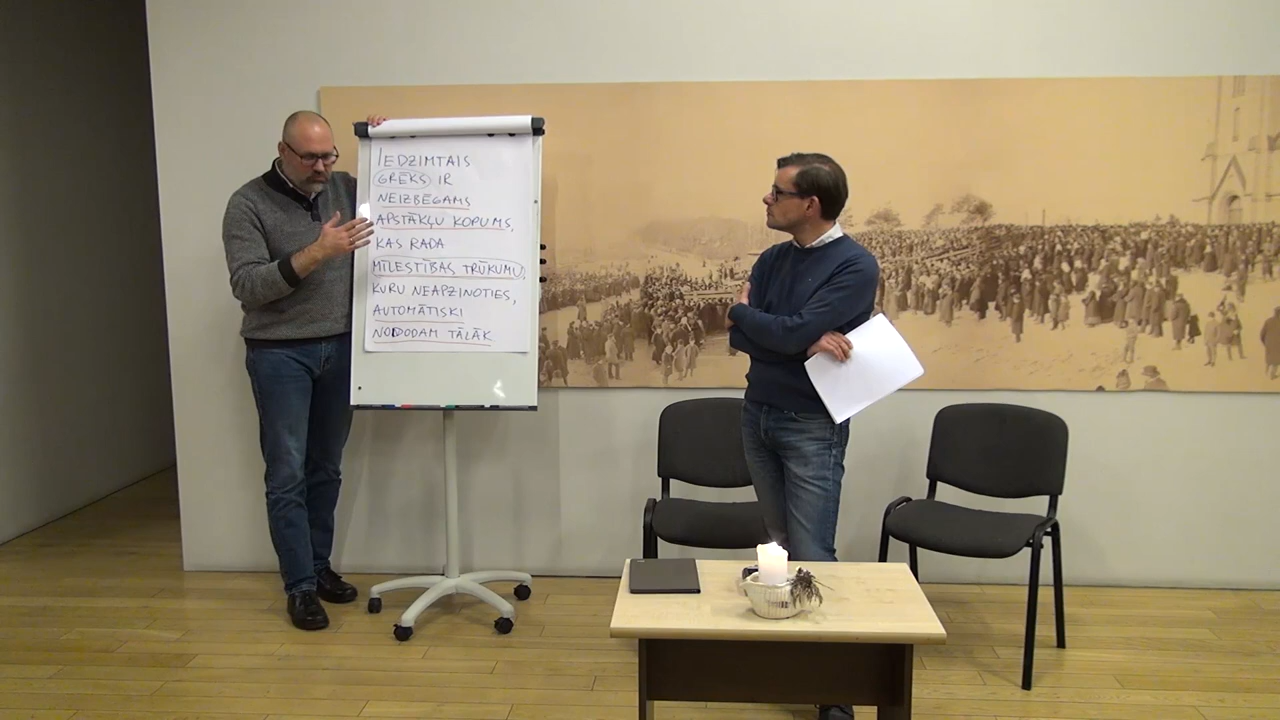 IEDZIMTAIS
GRĒKS IR
NEIZBĒGAMS
APSTĀKĻU KOPUMS,
KAS RADA
MĪLESTĪBAS TRŪKUMU,
KURU NEAPZINOTIES,
AUTOMĀTISKI
NODODAM TĀLĀK